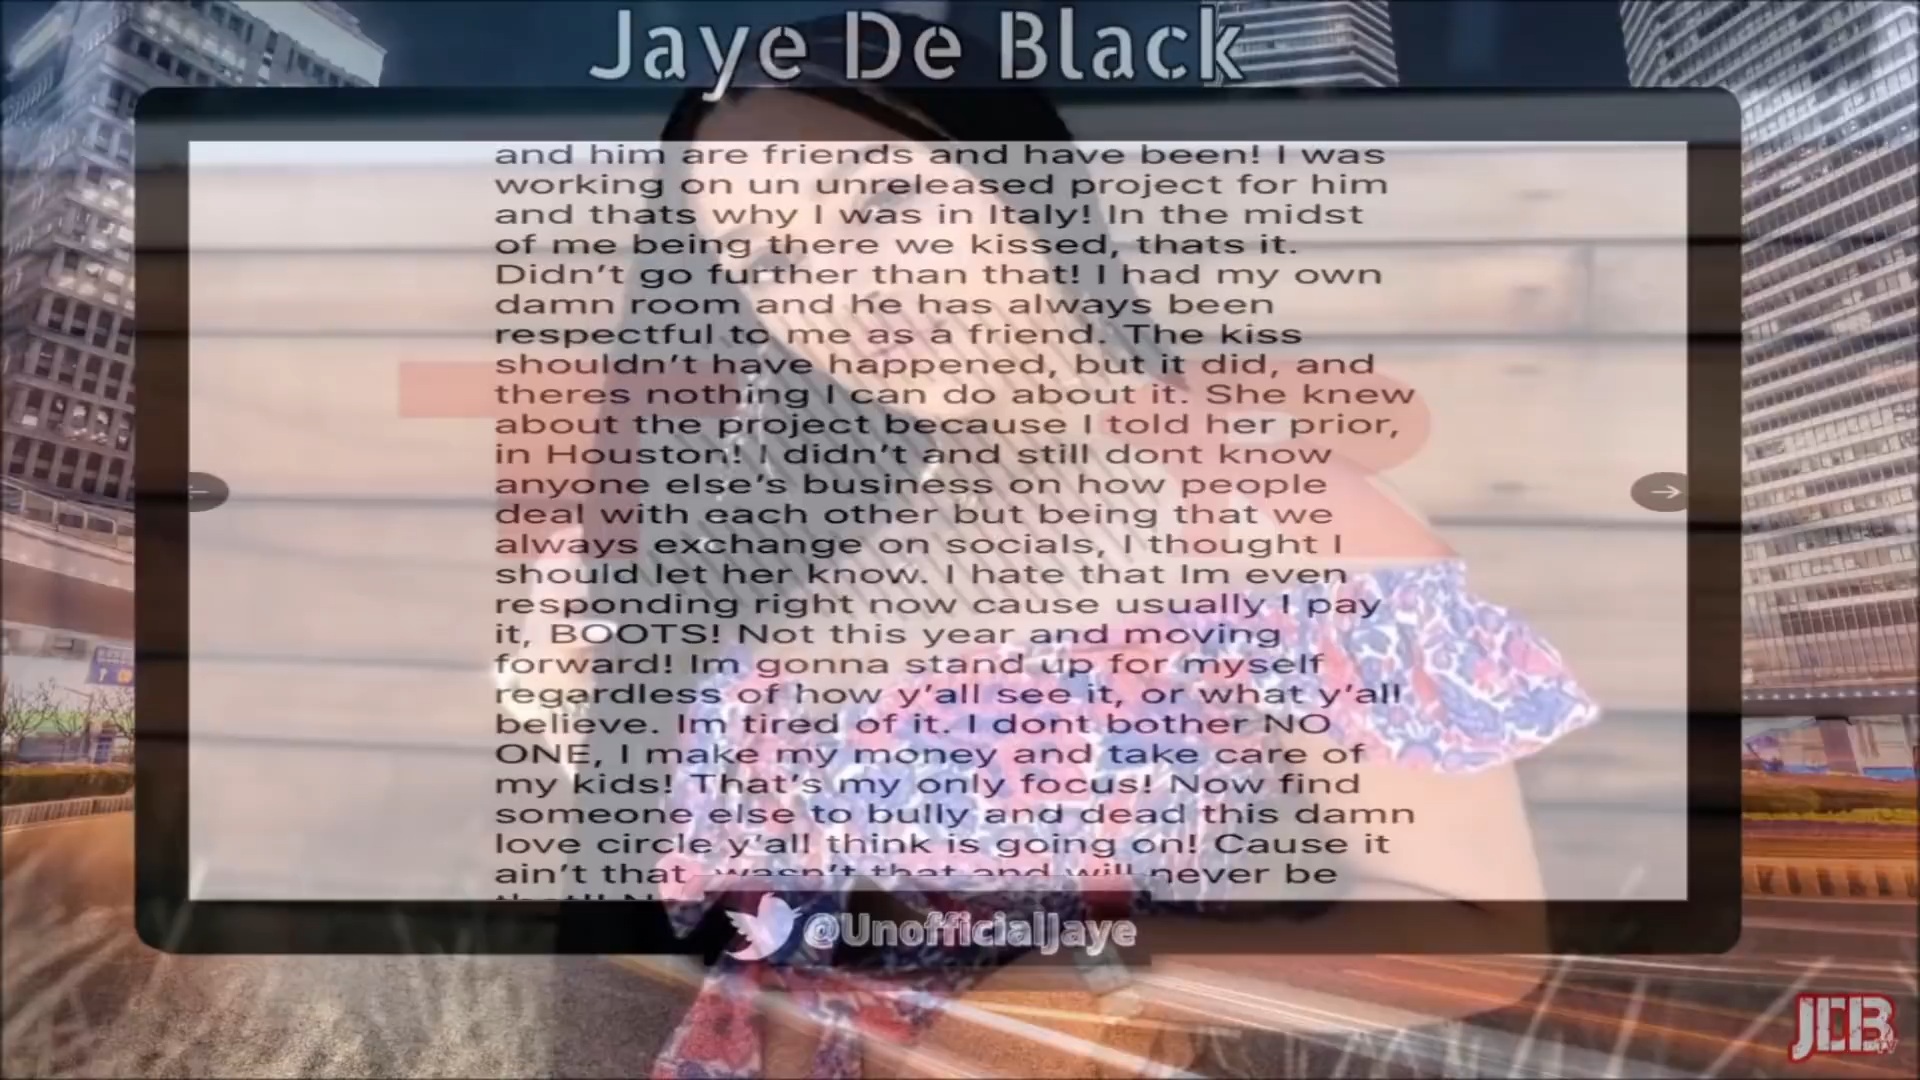 Jaye De Black
and him are friends and have been! I was
working on un unreleased project for him
and thats why I was in Italy! In the midst
of me being there we kissed, thats it.
Didn't go further than that! I had my own
damn room and he has always been
respectful to me as a friend. The kiss
shouldn't have happened, but it did, and
theres nothing I can do about it. She knew
about the project because I told her prior,
in Houston! I didn't and still dont know
anyone else's business on how people
deal with each other but being that we
always exchange on socials, I thought I
should let her know. I hate that Im even
responding right now cause usually I pay
it, BOOTS! Not this year and moving
forward! Im gonna stand up for myself
regardless of how y'all see it, or what y'all
believe. Im tired of it. I dont bother NO
ONE, I make my money and take care of
my kids! That's my only focus! Now find
someone else to bully and dead this damn
love circle y'all think is going on! Cause it
ain't that wasn't that and will never be
@UnofficialJaye
JDB
TV